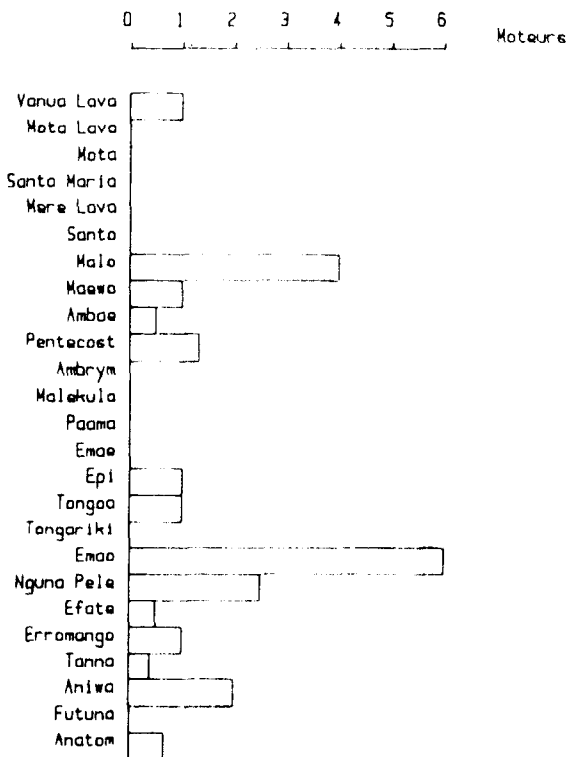 0 1 2 3 4 5 6
Moteurs
Vanua Lava
Mota Lava
Mota
Santa Maria
Mere Lava
Santo
Malo
Maewo
Ambae
Pentecost
Ambrym
Malekula
Paama
Emae
Epi
Tongoa
Tongariki
Emao
Nguna Pele
Efate
Erromango
Tanna
Aniwa
Futuna
Anatom